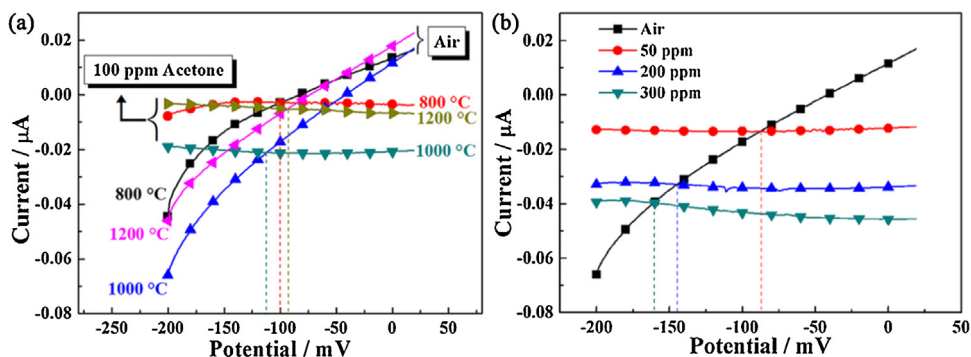 (a)
0.02
0.00
-0.02
-0.04
-0.06
-0.08
Current / μA
100 ppm Acetone
Air
800 °C
1200 °C
1000 °C
800 °C
1200 °C
1000 °C
-250 -200 -150 -100 -50 0
Potential / mV
(b)
Air
50 ppm
200 ppm
300 ppm
0.02
0.00
-0.02
-0.04
-0.06
-0.08
Current / μA
-200 -150 -100 -50 0
Potential / mV